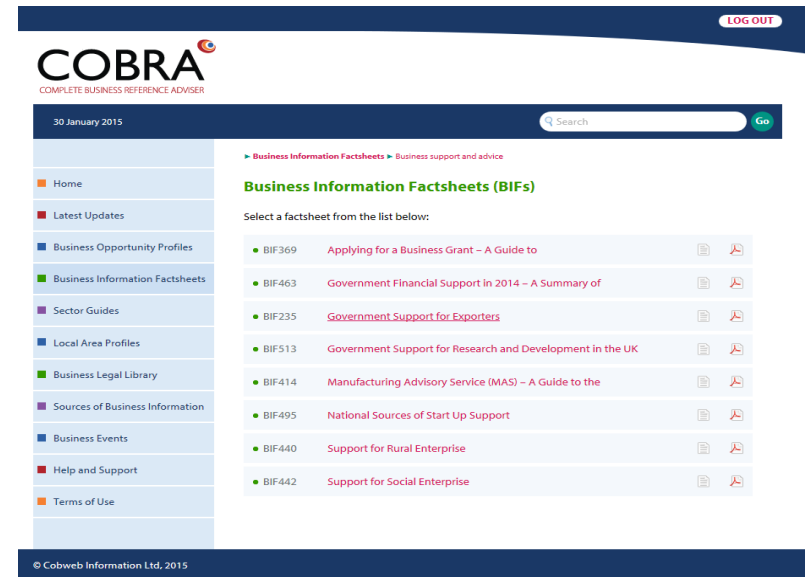 LOG OUT
COBRA
COMPLETE BUSINESS REFERENCE ADVISER
30 January 2015
Search
Go
► Business Information Factsheets ► Business support and advice
Home
Latest Updates
Business Opportunity Profiles
Business Information Factsheets
Sector Guides
Local Area Profiles
Business Legal Library
Sources of Business Information
Business Events
Help and Support
Terms of Use
Business Information Factsheets (BIFs)
Select a factsheet from the list below:
BIF369 Applying for a Business Grant – A Guide to
BIF463 Government Financial Support in 2014 – A Summary of
BIF235 Government Support for Exporters
BIF513 Government Support for Research and Development in the UK
BIF414 Manufacturing Advisory Service (MAS) – A Guide to the
BIF495 National Sources of Start Up Support
BIF440 Support for Rural Enterprise
BIF442 Support for Social Enterprise
© Cobweb Information Ltd, 2015